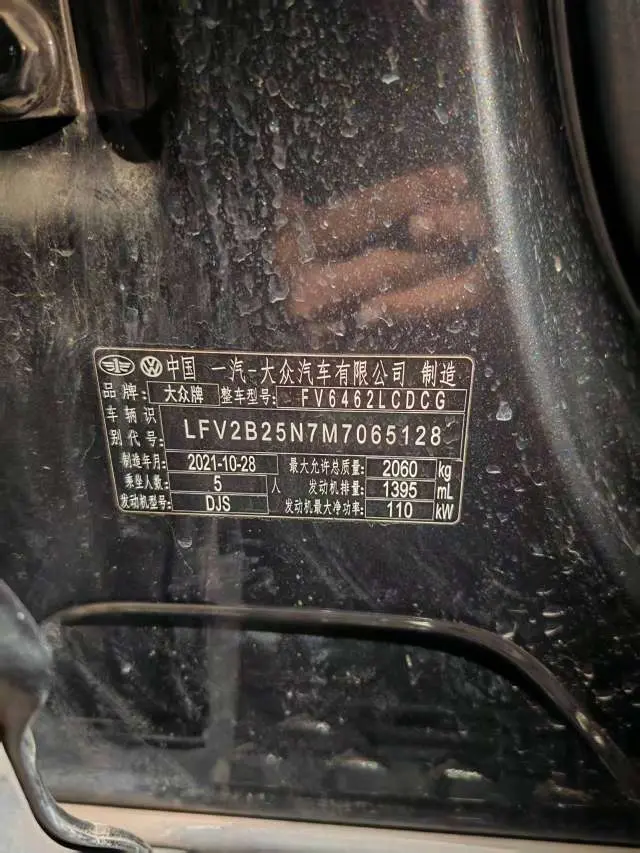 中国 一汽-大众汽车有限公司 制造
品牌: 大众牌 整车型号: FV6462LCDCG
车辆识别代号: LFV2B25N7M7065128
制造年月: 2021-10-28 最大允许总质量: 2060 kg
乘坐人数: 5 人 发动机排量: 1395 mL
发动机型号: DJS 发动机最大净功率: 110 kW